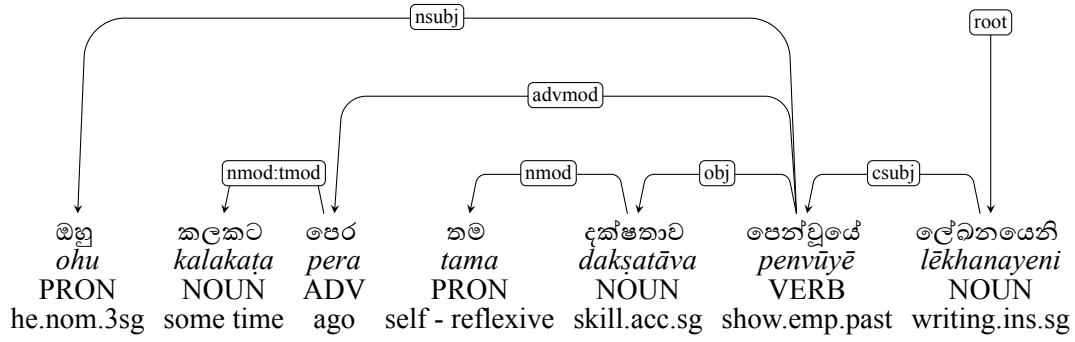 nsubj root
advmod
nmod:tmod nmod obj csubj
ඔහු කලකට පෙර තම දක්ෂතාව පෙන්වූයේ ලේඛනයෙනි
ohu kalakaṭa pera tama dakṣatāva penvūyē lēkhanayeni
PRON NOUN ADV PRON NOUN VERB NOUN
he.nom.3sg some time ago self - reflexive skill.acc.sg show.emp.past writing.ins.sg